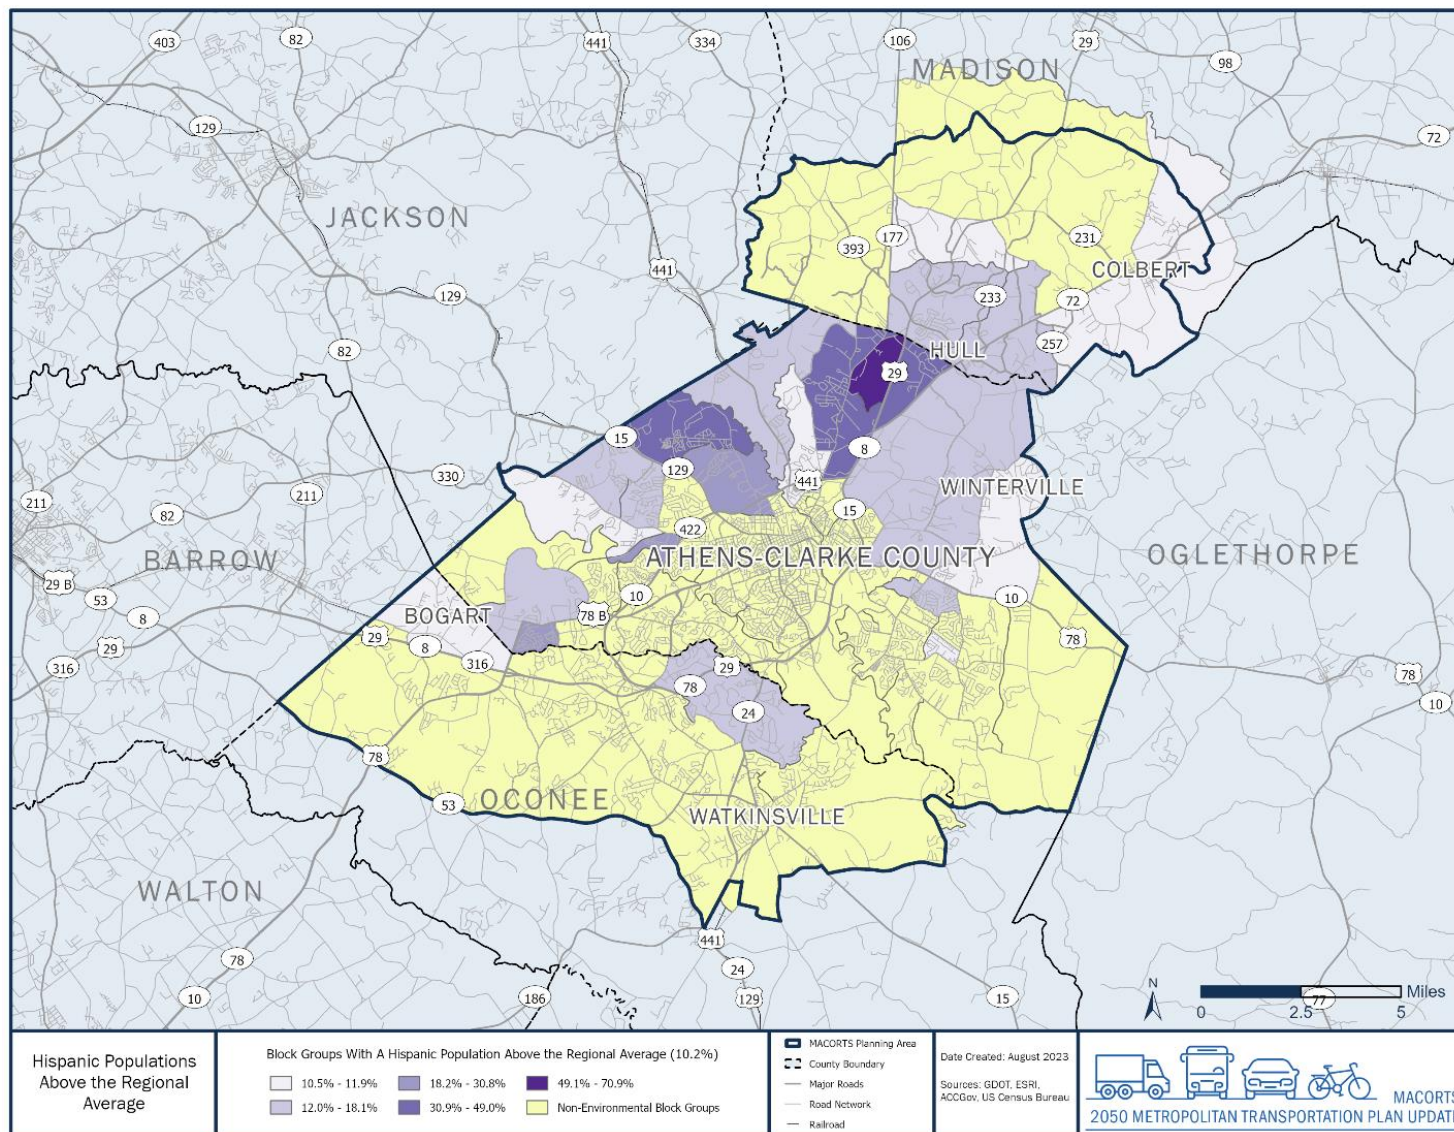 403
82
441
334
106
29
98
MADISON
129
72
JACKSON
393
177
231
441
COLBERT
129
233
72
82
HULL
257
29
15
8
129
330
441
WINTERVILLE
211
211
82
15
422
ATHENS-CLARKE COUNTY
OGLETHORPE
BARROW
29 B
53
10
10
8
BOGART
78 B
29
8
78
29
316
316
29
78
78
10
24
78
53
OCONEE
WATKINSVILLE
WALTON
441
78
24
10
186
129
15
77
N
Miles
0
2.5
5
Hispanic Populations
Above the Regional
Average
Block Groups With A Hispanic Population Above the Regional Average (10.2%)
10.5% - 11.9%
18.2% - 30.8%
49.1% - 70.9%
12.0% - 18.1%
30.9% - 49.0%
Non-Environmental Block Groups
MACORTS Planning Area
County Boundary
Major Roads
Road Network
Railroad
Date Created: August 2023
Sources: GDOT, ESRI,
ACCGov, US Census Bureau
MACORTS
2050 METROPOLITAN TRANSPORTATION PLAN UPDAT